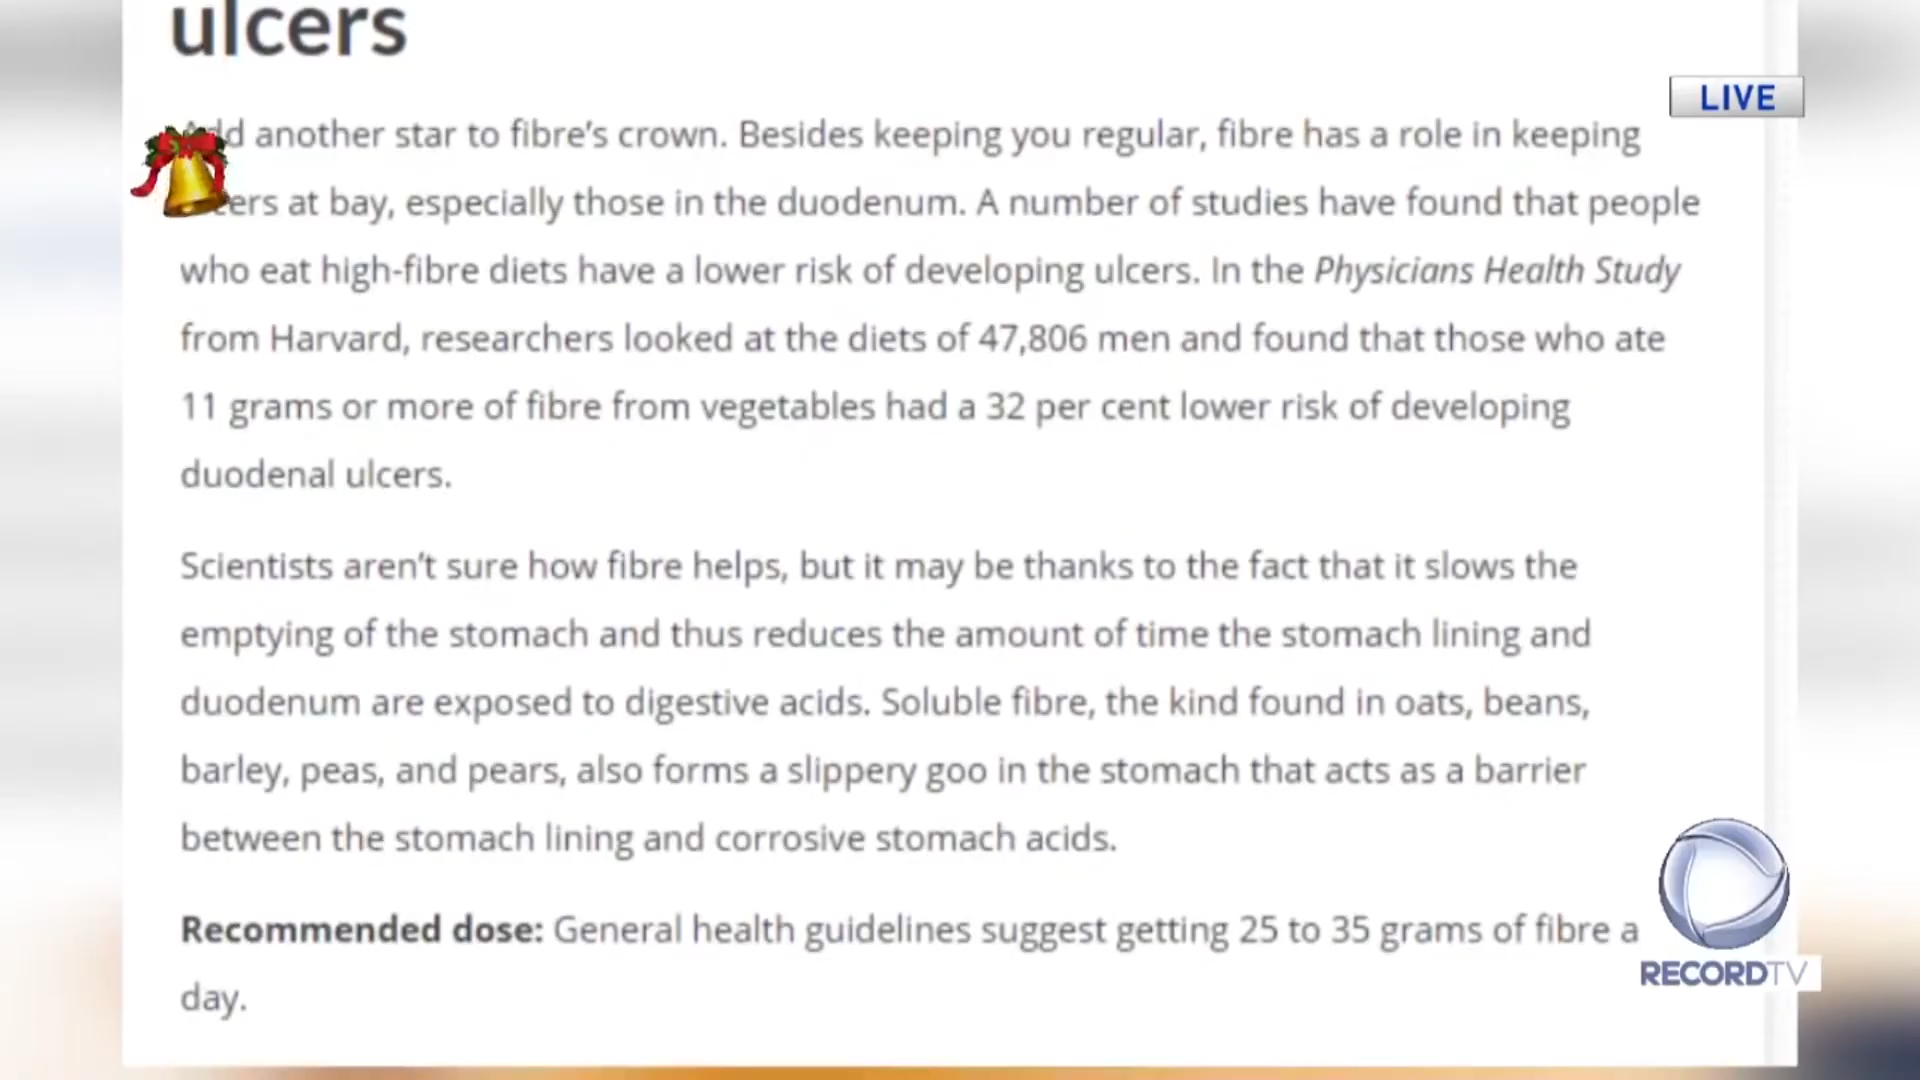 ulcers
LIVE
another star to fibre's crown. Besides keeping you regular, fibre has a role in keeping
at bay, especially those in the duodenum. A number of studies have found that people
who eat high-fibre diets have a lower risk of developing ulcers. In the Physicians Health Study
from Harvard, researchers looked at the diets of 47,806 men and found that those who ate
11 grams or more of fibre from vegetables had a 32 per cent lower risk of developing
duodenal ulcers.
Scientists aren't sure how fibre helps, but it may be thanks to the fact that it slows the
emptying of the stomach and thus reduces the amount of time the stomach lining and
duodenum are exposed to digestive acids. Soluble fibre, the kind found in oats, beans,
barley, peas, and pears, also forms a slippery goo in the stomach that acts as a barrier
between the stomach lining and corrosive stomach acids.
Recommended dose: General health guidelines suggest getting 25 to 35 grams of fibre a
day.
RECORDTV